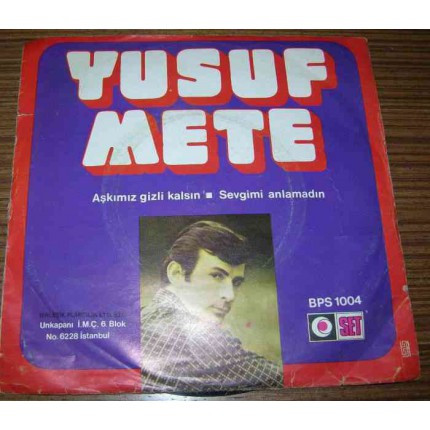 YUSUF
METE
Aşkımız gizli kalsın ■ Sevgimi anlamadın
BPS 1004
SET
Unkapanı İ.M.Ç. 6. Blok
No. 6228 İstanbul